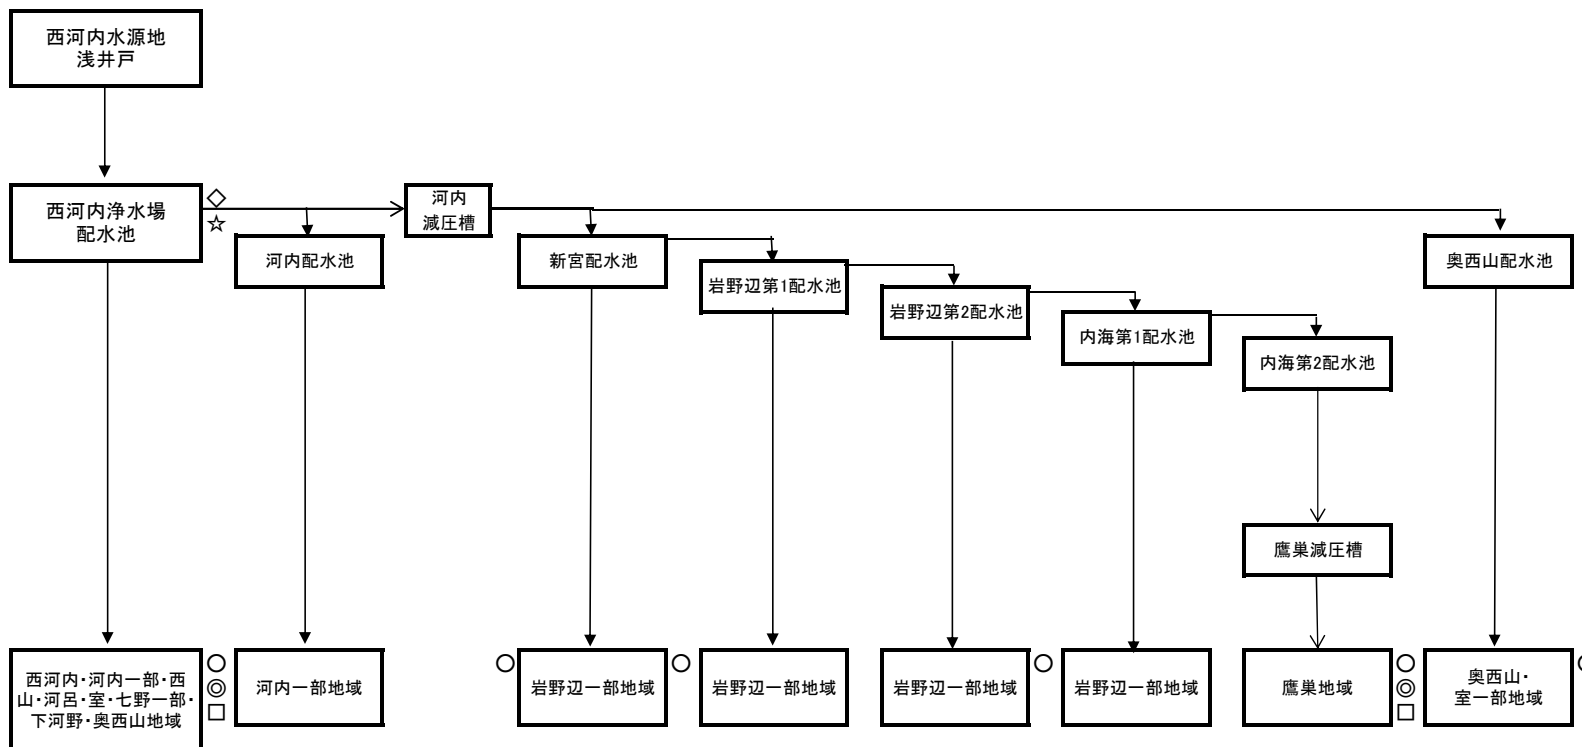 西河内水源地
浅井戸
西河内浄水場
配水池
◇
☆
河内
減圧槽
河内配水池
新宮配水池
岩野辺第1配水池
岩野辺第2配水池
内海第1配水池
内海第2配水池
奥西山配水池
鷹巣減圧槽
西河内・河内一部・西
山・河呂・室・七野一部・
下河野・奥西山地域
○
◎
□
河内一部地域
○
岩野辺一部地域
○
岩野辺一部地域
岩野辺一部地域
○
岩野辺一部地域
鷹巣地域
○
◎
□
奥西山・
室一部地域
○